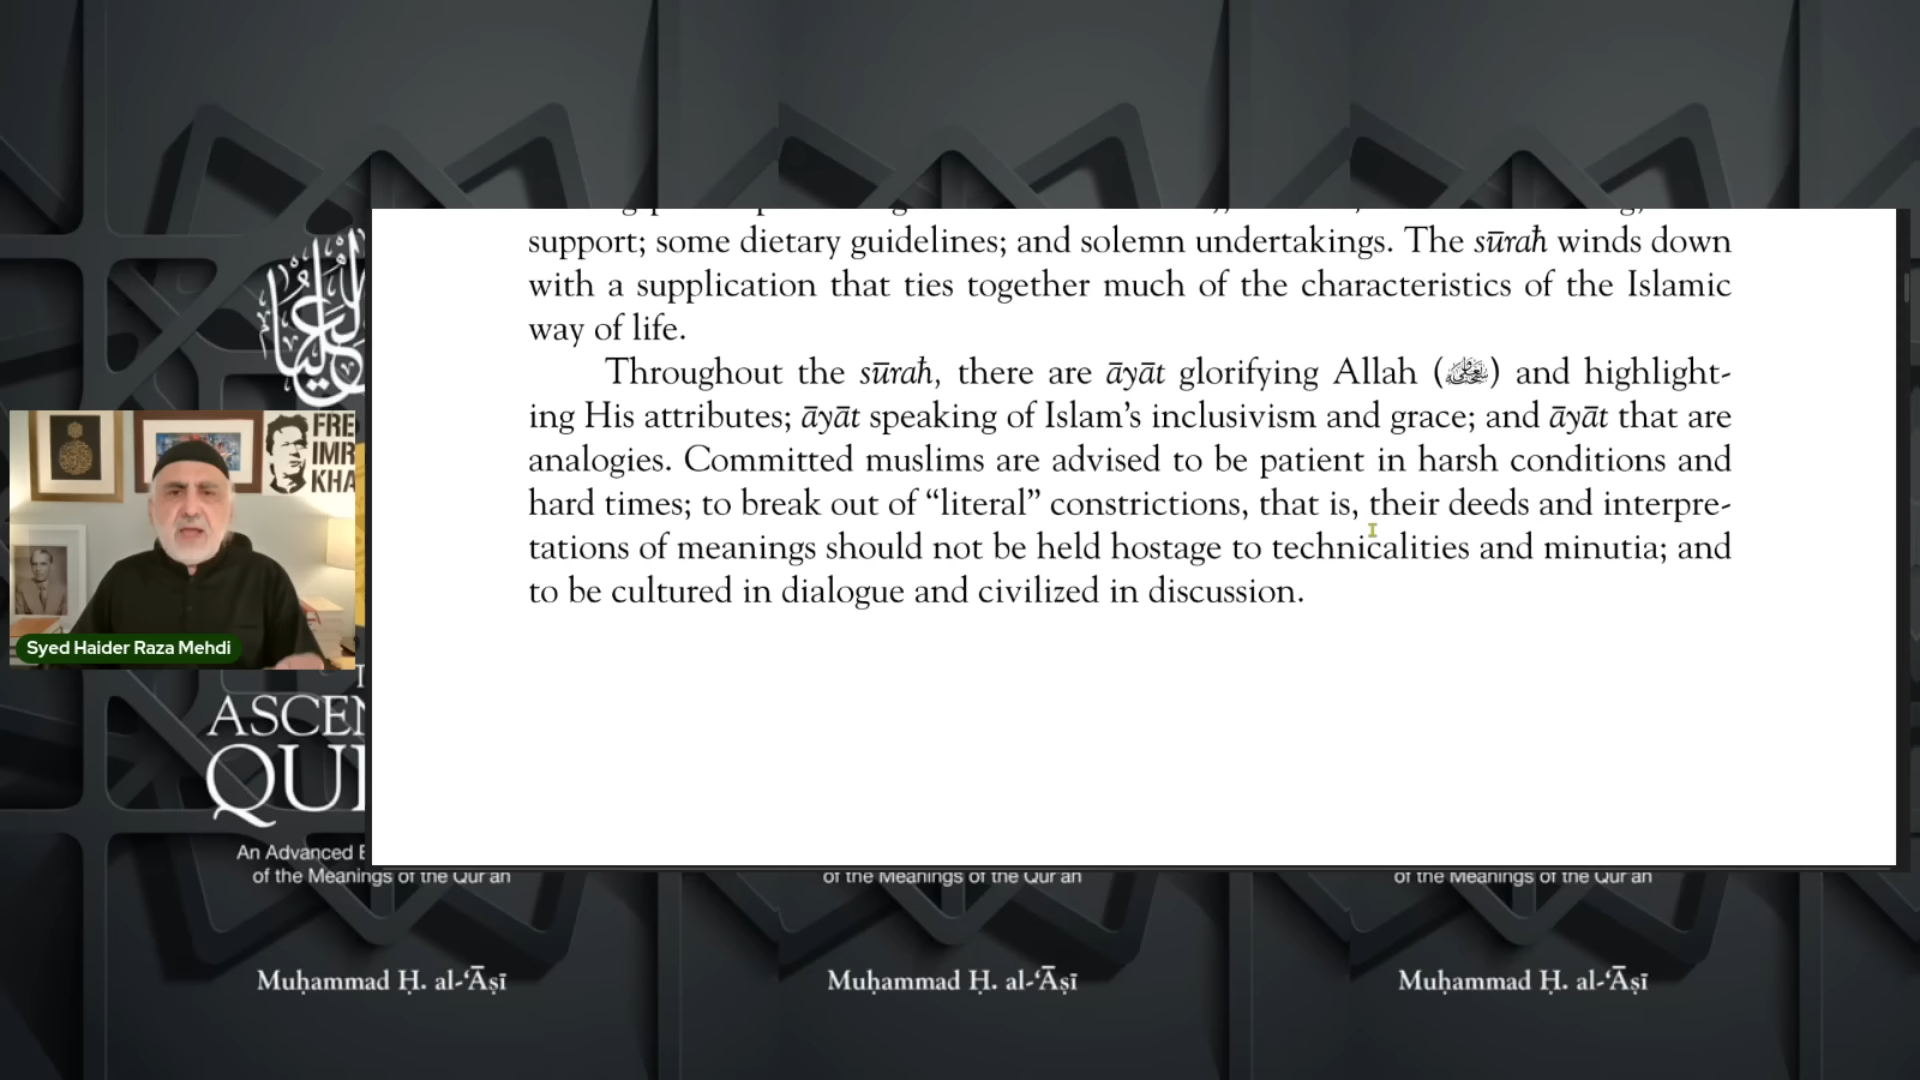 support; some dietary guidelines; and solemn undertakings. The sūraħ winds down
with a supplication that ties together much of the characteristics of the Islamic
way of life.
Throughout the sūraħ, there are āyāt glorifying Allah (ﷻ) and highlight-
ing His attributes; āyāt speaking of Islam’s inclusivism and grace; and āyāt that are
analogies. Committed muslims are advised to be patient in harsh conditions and
hard times; to break out of “literal” constrictions, that is, their deeds and interpre-
tations of meanings should not be held hostage to technicalities and minutia; and
to be cultured in dialogue and civilized in discussion.
FRE
IMR
KHA
Syed Haider Raza Mehdi
ASCEN
QU
An Advanced E
of the Meanings of the Qur'an
of the Meanings of the Qur'an
of the Meanings of the Qur'an
Muḥammad Ḥ. al-‘Āṣī
Muḥammad Ḥ. al-‘Āṣī
Muḥammad Ḥ. al-‘Āṣī